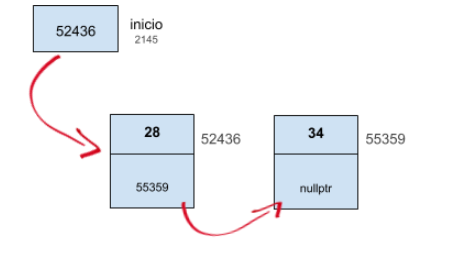 52436 inicio
2145
28 52436 34 55359
55359 nullptr